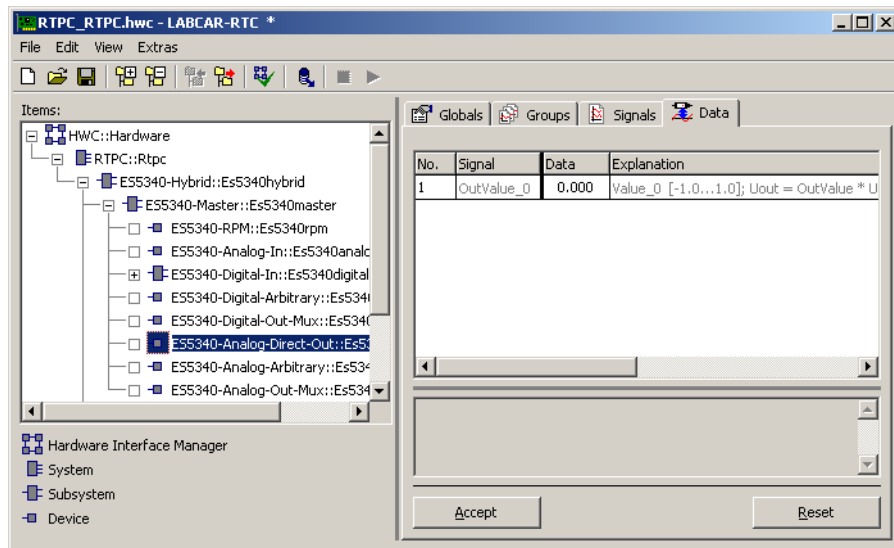 RTPC_RTPC.hwc - LABCAR-RTC *
File Edit View Extras
Items:
HWC::Hardware
RTPC::Rtpc
ES5340-Hybrid::Es5340hybrid
ES5340-Master::Es5340master
ES5340-RPM::Es5340rpm
ES5340-Analog-In::Es5340analc
ES5340-Digital-In::Es5340digital
ES5340-Digital-Arbitrary::Es534
ES5340-Digital-Out-Mux::Es534
ES5340-Analog-Direct-Out::Es5
ES5340-Analog-Arbitrary::Es534
ES5340-Analog-Out-Mux::Es534
Hardware Interface Manager
System
Subsystem
Device
Globals Groups Signals Data
No. Signal Data Explanation
1 OutValue_0 0.000 Value_0 [-1.0...1.0]; Uout = OutValue * U
Accept Reset